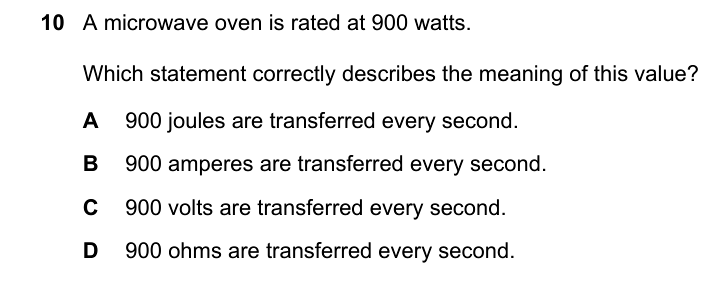 10 A microwave oven is rated at 900 watts.
Which statement correctly describes the meaning of this value?
A 900 joules are transferred every second.
B 900 amperes are transferred every second.
C 900 volts are transferred every second.
D 900 ohms are transferred every second.